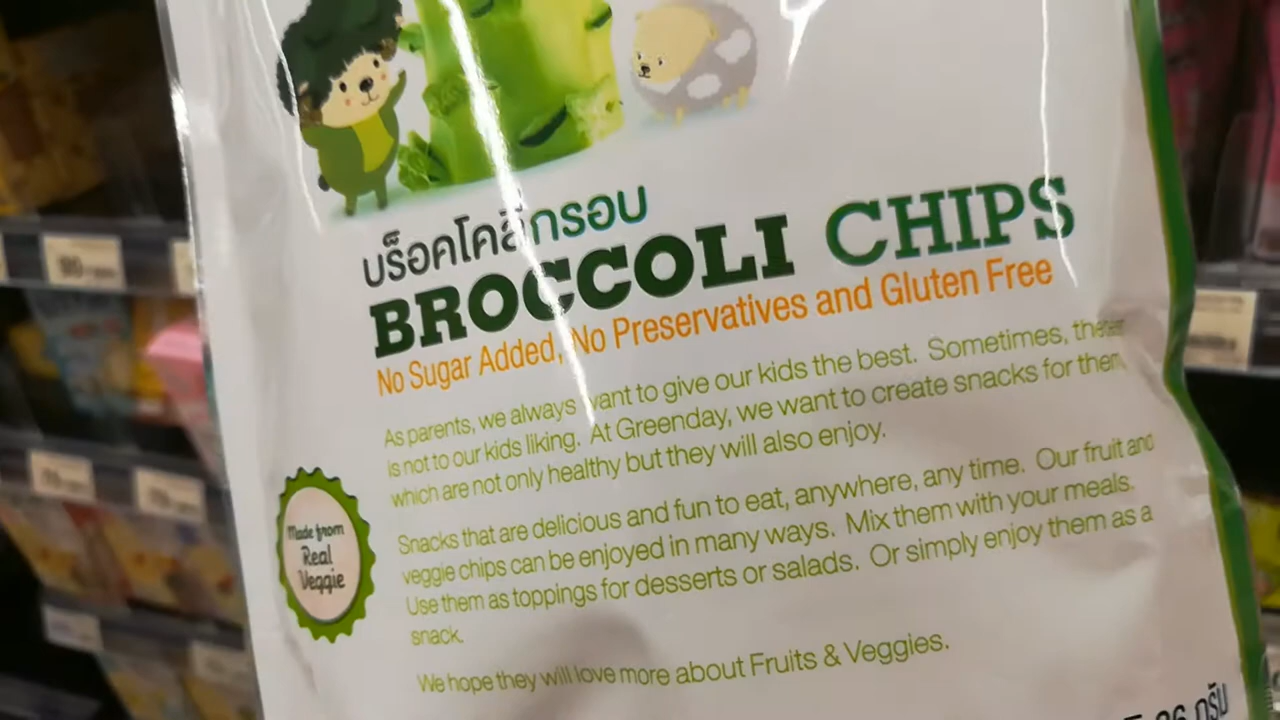 บร็อคโคลีกรอบ
BROCCOLI CHIPS
No Sugar Added, No Preservatives and Gluten Free
As parents, we always want to give our kids the best. Sometimes, the
is not to our kids liking. At Greenday, we want to create snacks for them
which are not only healthy but they will also enjoy.
Snacks that are delicious and fun to eat, anywhere, any time. Our fruit and
veggie chips can be enjoyed in many ways. Mix them with your meals.
Use them as toppings for desserts or salads. Or simply enjoy them as a
snack.
We hope they will love more about Fruits & Veggies.
Made from
Real
Veggie
กรัม